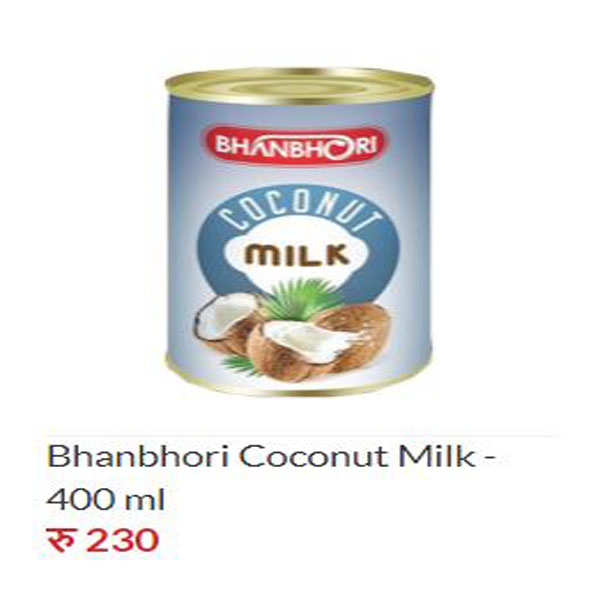 BHANBHORI
COCONUT
MILK
Bhanbhori Coconut Milk -
400 ml
रु 230